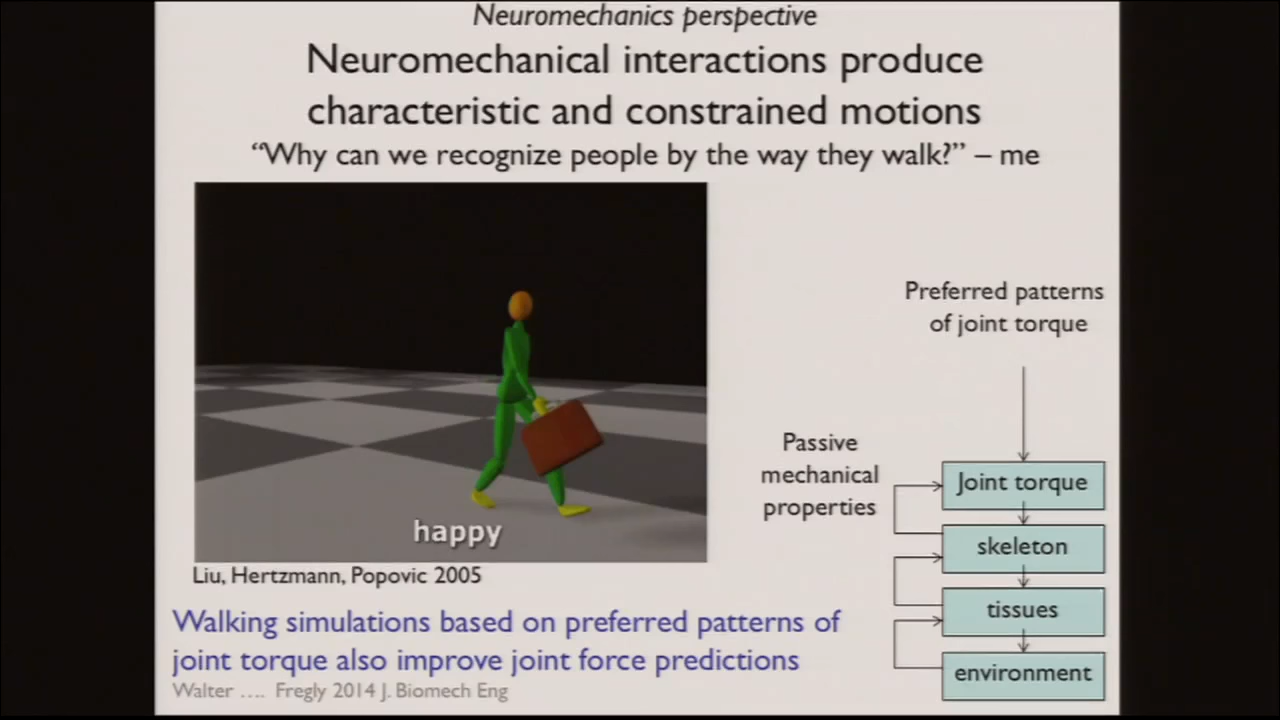 Neuromechanics perspective
Neuromechanical interactions produce
characteristic and constrained motions
“Why can we recognize people by the way they walk?” – me
happy
Liu, Hertzmann, Popovic 2005
Walking simulations based on preferred patterns of
joint torque also improve joint force predictions
Walter .... Fregly 2014 J. Biomech Eng
Preferred patterns
of joint torque
Passive
mechanical
properties
Joint torque
skeleton
tissues
environment